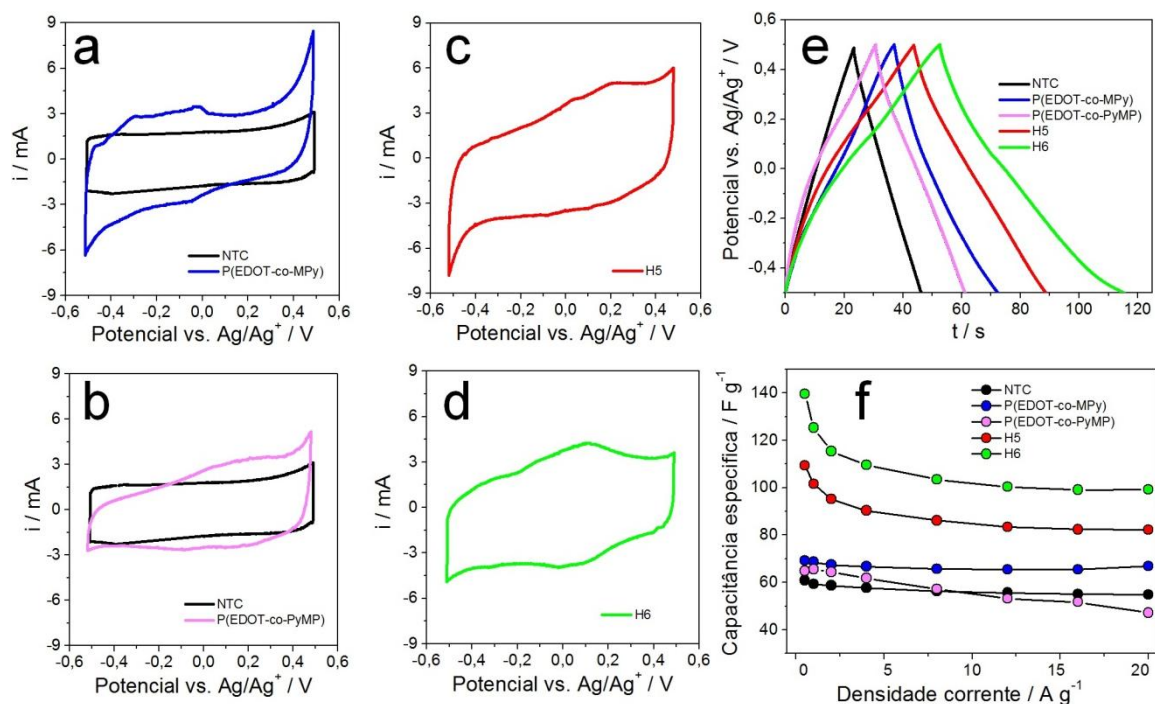 a
i / mA
9
6
3
0
-3
-6
-9
NTC
P(EDOT-co-MPy)
-0,6 -0,4 -0,2 0,0 0,2 0,4 0,6
Potencial vs. Ag/Ag⁺ / V
c
i / mA
9
6
3
0
-3
-6
-9
H5
-0,6 -0,4 -0,2 0,0 0,2 0,4 0,6
Potencial vs. Ag/Ag⁺ / V
e
Potencial vs. Ag/Ag⁺ / V
0,6
0,4
0,2
0,0
-0,2
-0,4
NTC
P(EDOT-co-MPy)
P(EDOT-co-PyMP)
H5
H6
0 20 40 60 80 100 120
t / s
b
i / mA
9
6
3
0
-3
-6
-9
NTC
P(EDOT-co-PyMP)
-0,6 -0,4 -0,2 0,0 0,2 0,4 0,6
Potencial vs. Ag/Ag⁺ / V
d
i / mA
9
6
3
0
-3
-6
-9
H6
-0,6 -0,4 -0,2 0,0 0,2 0,4 0,6
Potencial vs. Ag/Ag⁺ / V
f
Capacitância especifica / F g⁻¹
140
120
100
80
60
40
NTC
P(EDOT-co-MPy)
P(EDOT-co-PyMP)
H5
H6
0 5 10 15 20
Densidade corrente / A g⁻¹